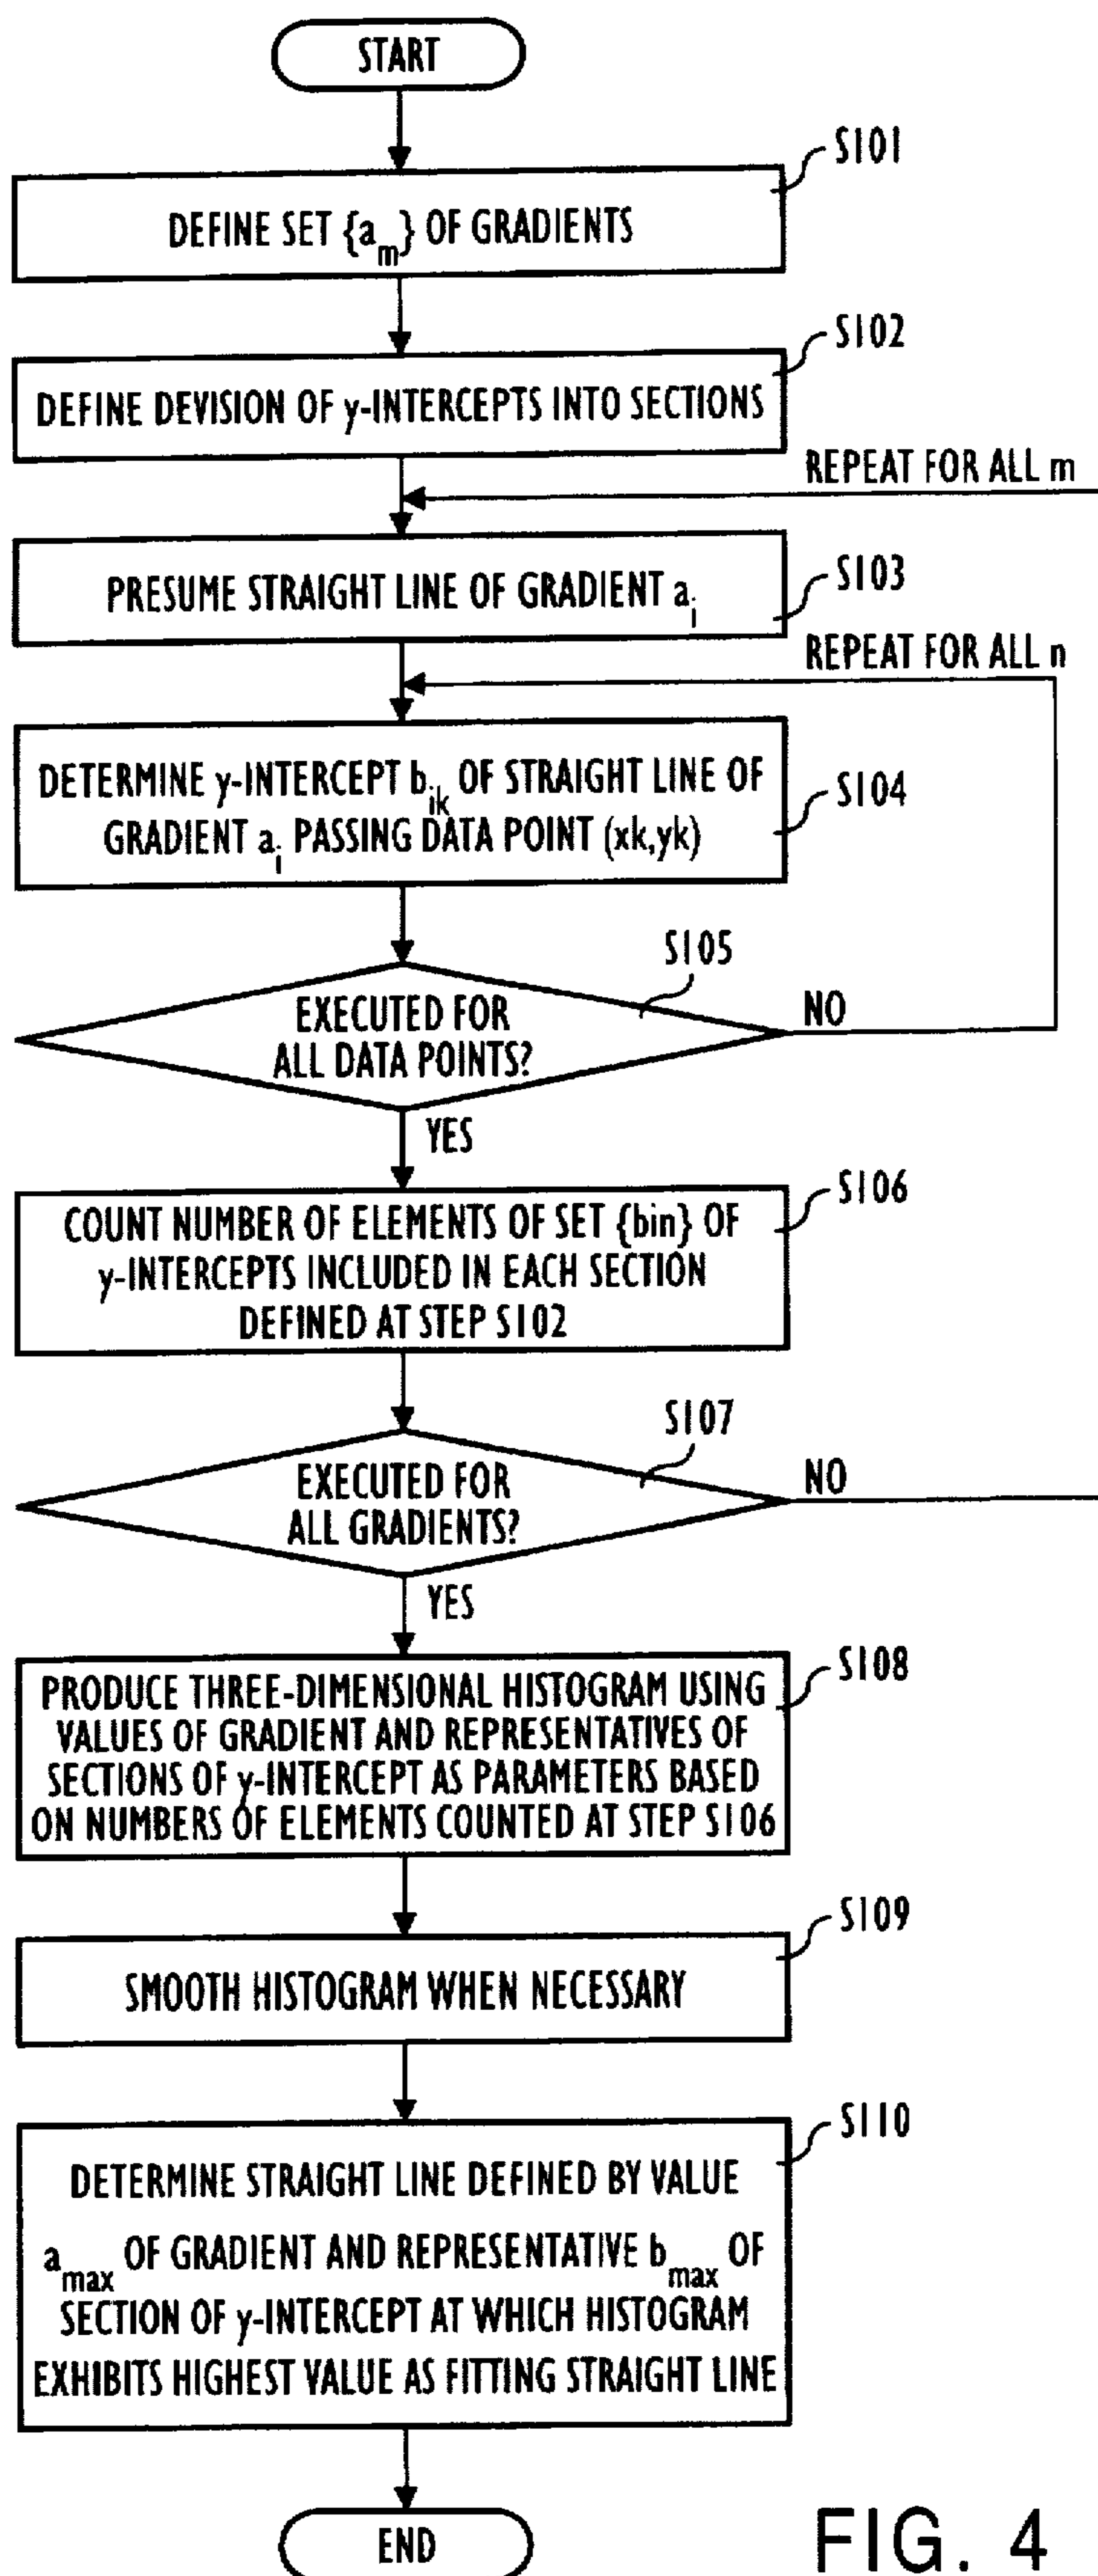 START
S101
DEFINE SET {a_m} OF GRADIENTS
S102
DEFINE DEVISION OF y-INTERCEPTS INTO SECTIONS
REPEAT FOR ALL m
PRESUME STRAIGHT LINE OF GRADIENT a_i
S103
REPEAT FOR ALL n
DETERMINE y-INTERCEPT b_ik OF STRAIGHT LINE OF
GRADIENT a_i PASSING DATA POINT (xk,yk)
S104
S105
EXECUTED FOR
ALL DATA POINTS?
NO
YES
S106
COUNT NUMBER OF ELEMENTS OF SET {bin} OF
y-INTERCEPTS INCLUDED IN EACH SECTION
DEFINED AT STEP S102
S107
EXECUTED FOR
ALL GRADIENTS?
NO
YES
S108
PRODUCE THREE-DIMENSIONAL HISTOGRAM USING
VALUES OF GRADIENT AND REPRESENTATIVES OF
SECTIONS OF y-INTERCEPT AS PARAMETERS BASED
ON NUMBERS OF ELEMENTS COUNTED AT STEP S106
S109
SMOOTH HISTOGRAM WHEN NECESSARY
S110
DETERMINE STRAIGHT LINE DEFINED BY VALUE
a_max OF GRADIENT AND REPRESENTATIVE b_max OF
SECTION OF y-INTERCEPT AT WHICH HISTOGRAM
EXHIBITS HIGHEST VALUE AS FITTING STRAIGHT LINE
END
FIG. 4